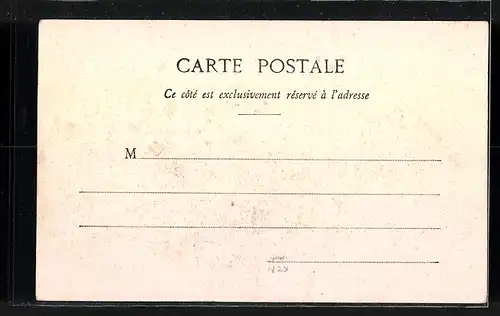 CARTE POSTALE
Ce côté est exclusivement réservé à l'adresse
M